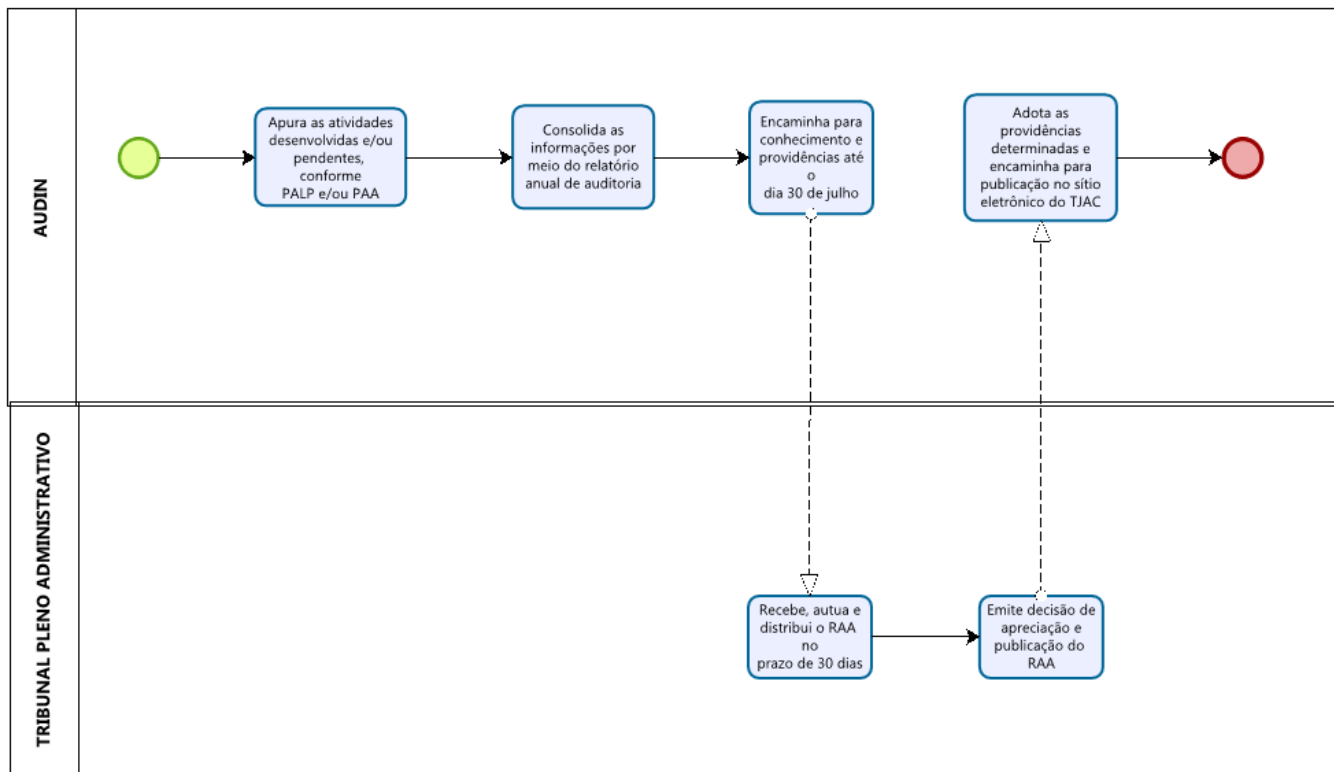 AUDIN
Apura as atividades
desenvolvidas e/ou
pendentes,
conforme
PALP e/ou PAA
Consolida as
informações por
meio do relatório
anual de auditoria
Encaminha para
conhecimento e
providências até
o
dia 30 de julho
Adota as
providências
determinadas e
encaminha para
publicação no sítio
eletrônico do TJAC
TRIBUNAL PLENO ADMINISTRATIVO
Recebe, autua e
distribui o RAA
no
prazo de 30 dias
Emite decisão de
apreciação e
publicação do
RAA